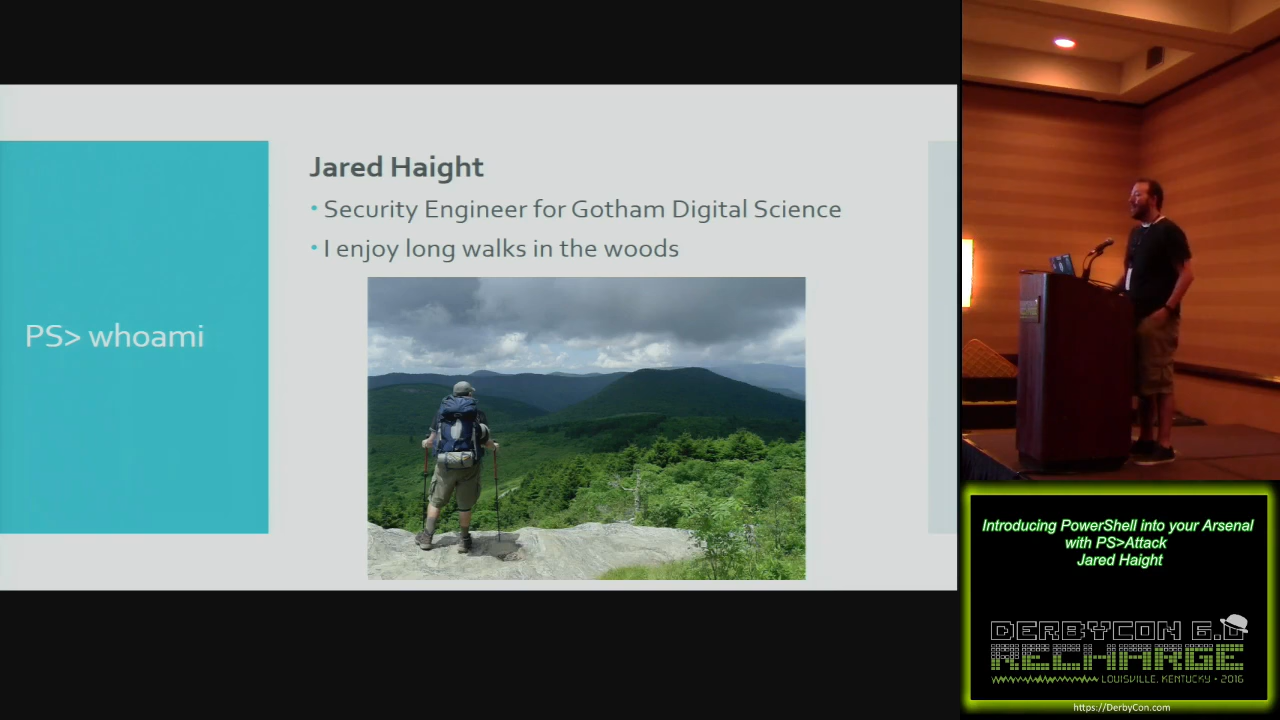 PS> whoami
Jared Haight
• Security Engineer for Gotham Digital Science
• I enjoy long walks in the woods
Introducing PowerShell into your Arsenal
with PS>Attack
Jared Haight
DERBYCON 6.0
RECHARGE
LOUISVILLE, KENTUCKY • 2016
https://DerbyCon.com